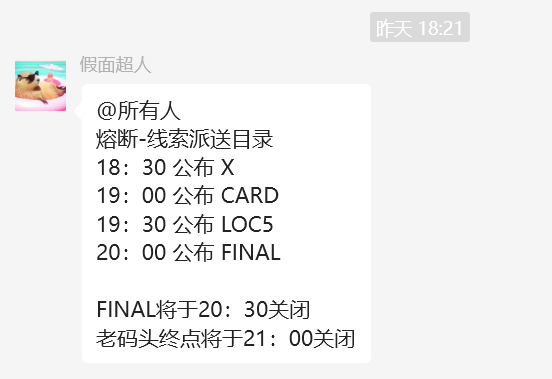 昨天 18:21
假面超人
@所有人
熔断-线索派送目录
18：30 公布 X
19：00 公布 CARD
19：30 公布 LOC5
20：00 公布 FINAL
FINAL将于20：30关闭
老码头终点将于21：00关闭